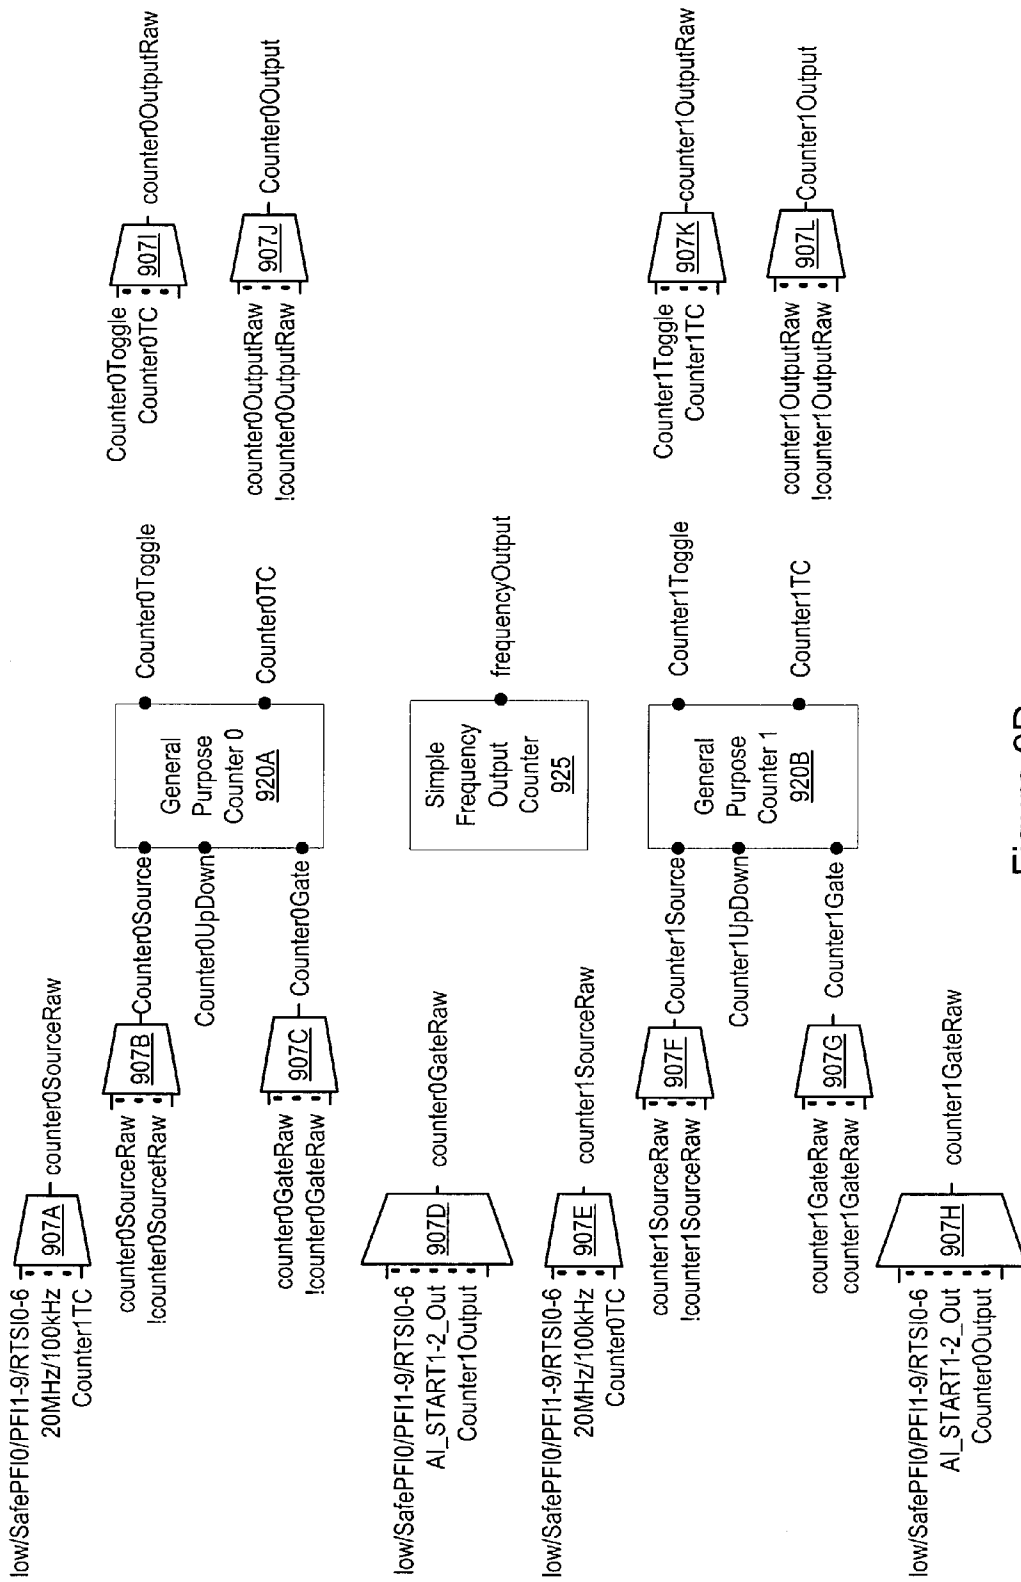 low/SafePFI0/PFI1-9/RTSI0-6
20MHz/100kHz
Counter1TC
907A
counter0SourceRaw
counter0SourceRaw
!counter0SourcetRaw
907B
Counter0Source
Counter0UpDown
counter0GateRaw
!counter0GateRaw
907C
Counter0Gate
General
Purpose
Counter 0
920A
Counter0Toggle
Counter0TC
Counter0Toggle
Counter0TC
907I
counter0OutputRaw
counter0OutputRaw
!counter0OutputRaw
907J
Counter0Output
low/SafePFI0/PFI1-9/RTSI0-6
AI_START1-2_Out
Counter1Output
907D
counter0GateRaw
Simple
Frequency
Output
Counter
925
frequencyOutput
low/SafePFI0/PFI1-9/RTSI0-6
20MHz/100kHz
Counter0TC
907E
counter1SourceRaw
counter1SourceRaw
!counter1SourceRaw
907F
Counter1Source
Counter1UpDown
counter1GateRaw
counter1GateRaw
907G
Counter1Gate
General
Purpose
Counter 1
920B
Counter1Toggle
Counter1TC
Counter1Toggle
Counter1TC
907K
counter1OutputRaw
counter1OutputRaw
!counter1OutputRaw
907L
Counter1Output
low/SafePFI0/PFI1-9/RTSI0-6
AI_START1-2_Out
Counter0Output
907H
counter1GateRaw
Figure